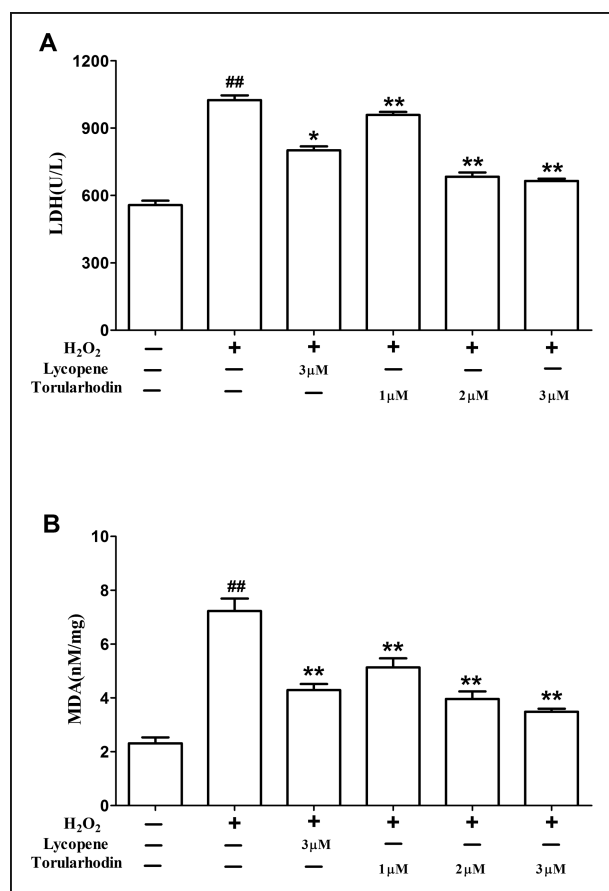 A
1200
##
**
*
900
**
**
LDH(U/L)
600
300
0
H₂O₂ — + + + + +
Lycopene — — 3μM — — —
Torularhodin — — — 1μM 2μM 3μM
B
10
8
##
**
6
**
**
**
MDA(nM/mg)
4
2
0
H₂O₂ — + + + + +
Lycopene — — 3μM — — —
Torularhodin — — — 1μM 2μM 3μM